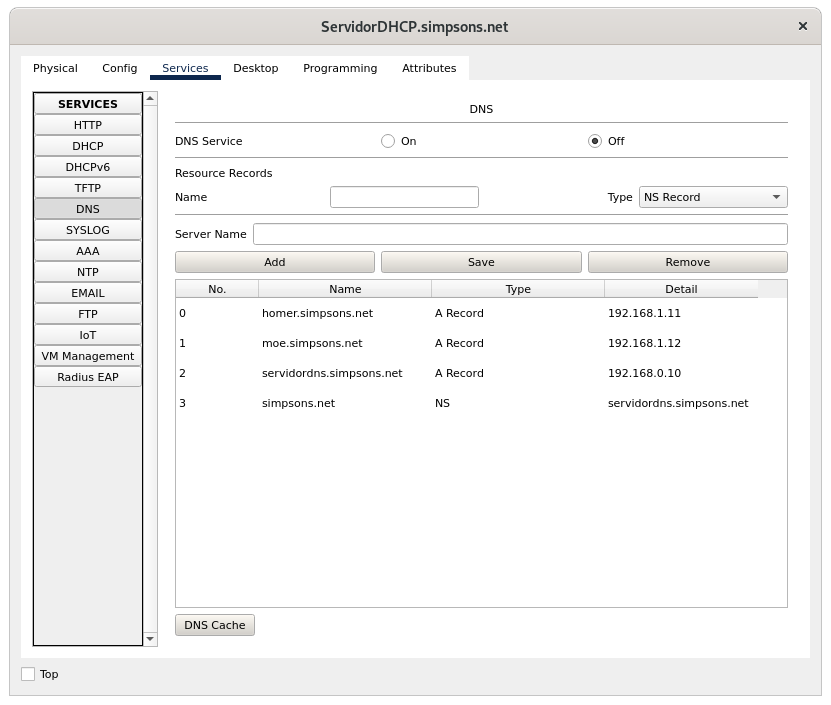 ServidorDHCP.simpsons.net
Physical Config Services Desktop Programming Attributes
SERVICES
HTTP
DHCP
DHCPv6
TFTP
DNS
SYSLOG
AAA
NTP
EMAIL
FTP
IoT
VM Management
Radius EAP
DNS
DNS Service On Off
Resource Records
Name Type NS Record
Server Name
Add Save Remove
No. Name Type Detail
0 homer.simpsons.net A Record 192.168.1.11
1 moe.simpsons.net A Record 192.168.1.12
2 servidordns.simpsons.net A Record 192.168.0.10
3 simpsons.net NS servidordns.simpsons.net
DNS Cache
Top